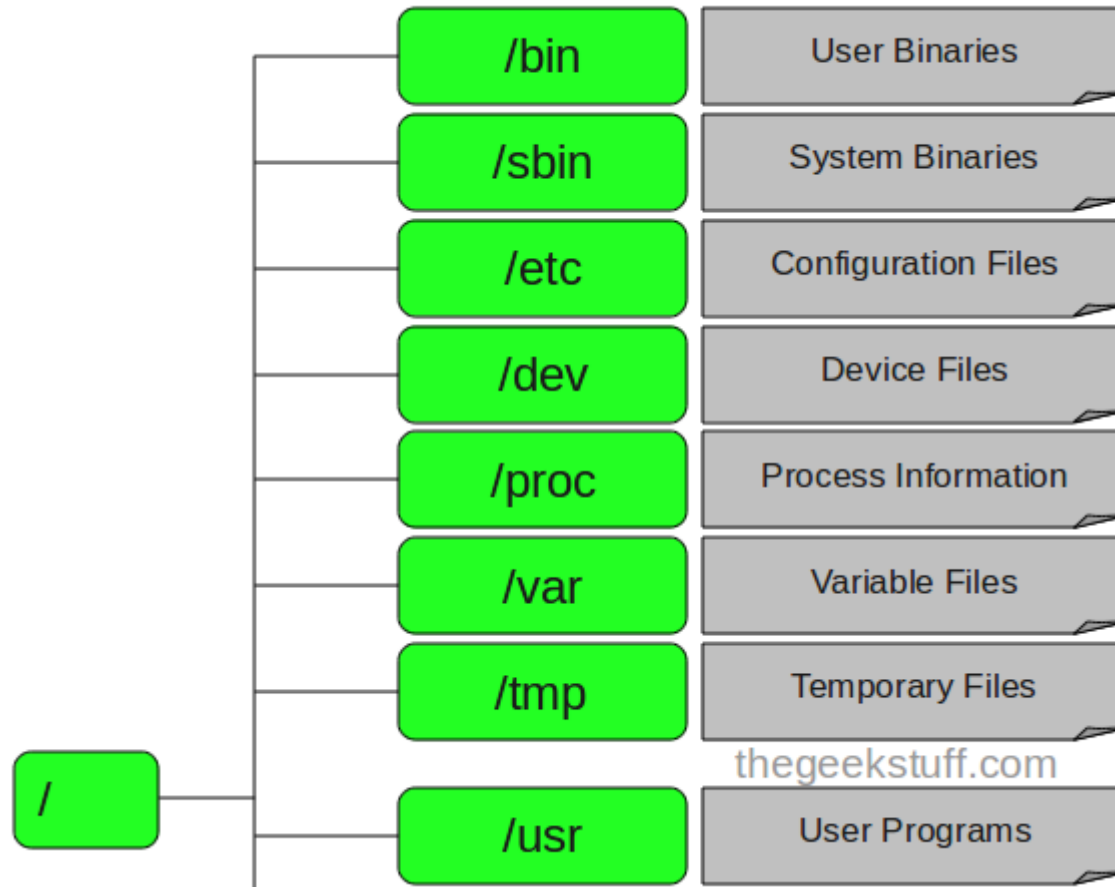 /bin User Binaries
/sbin System Binaries
/etc Configuration Files
/dev Device Files
/proc Process Information
/var Variable Files
/tmp Temporary Files
thegeekstuff.com
/
/usr User Programs